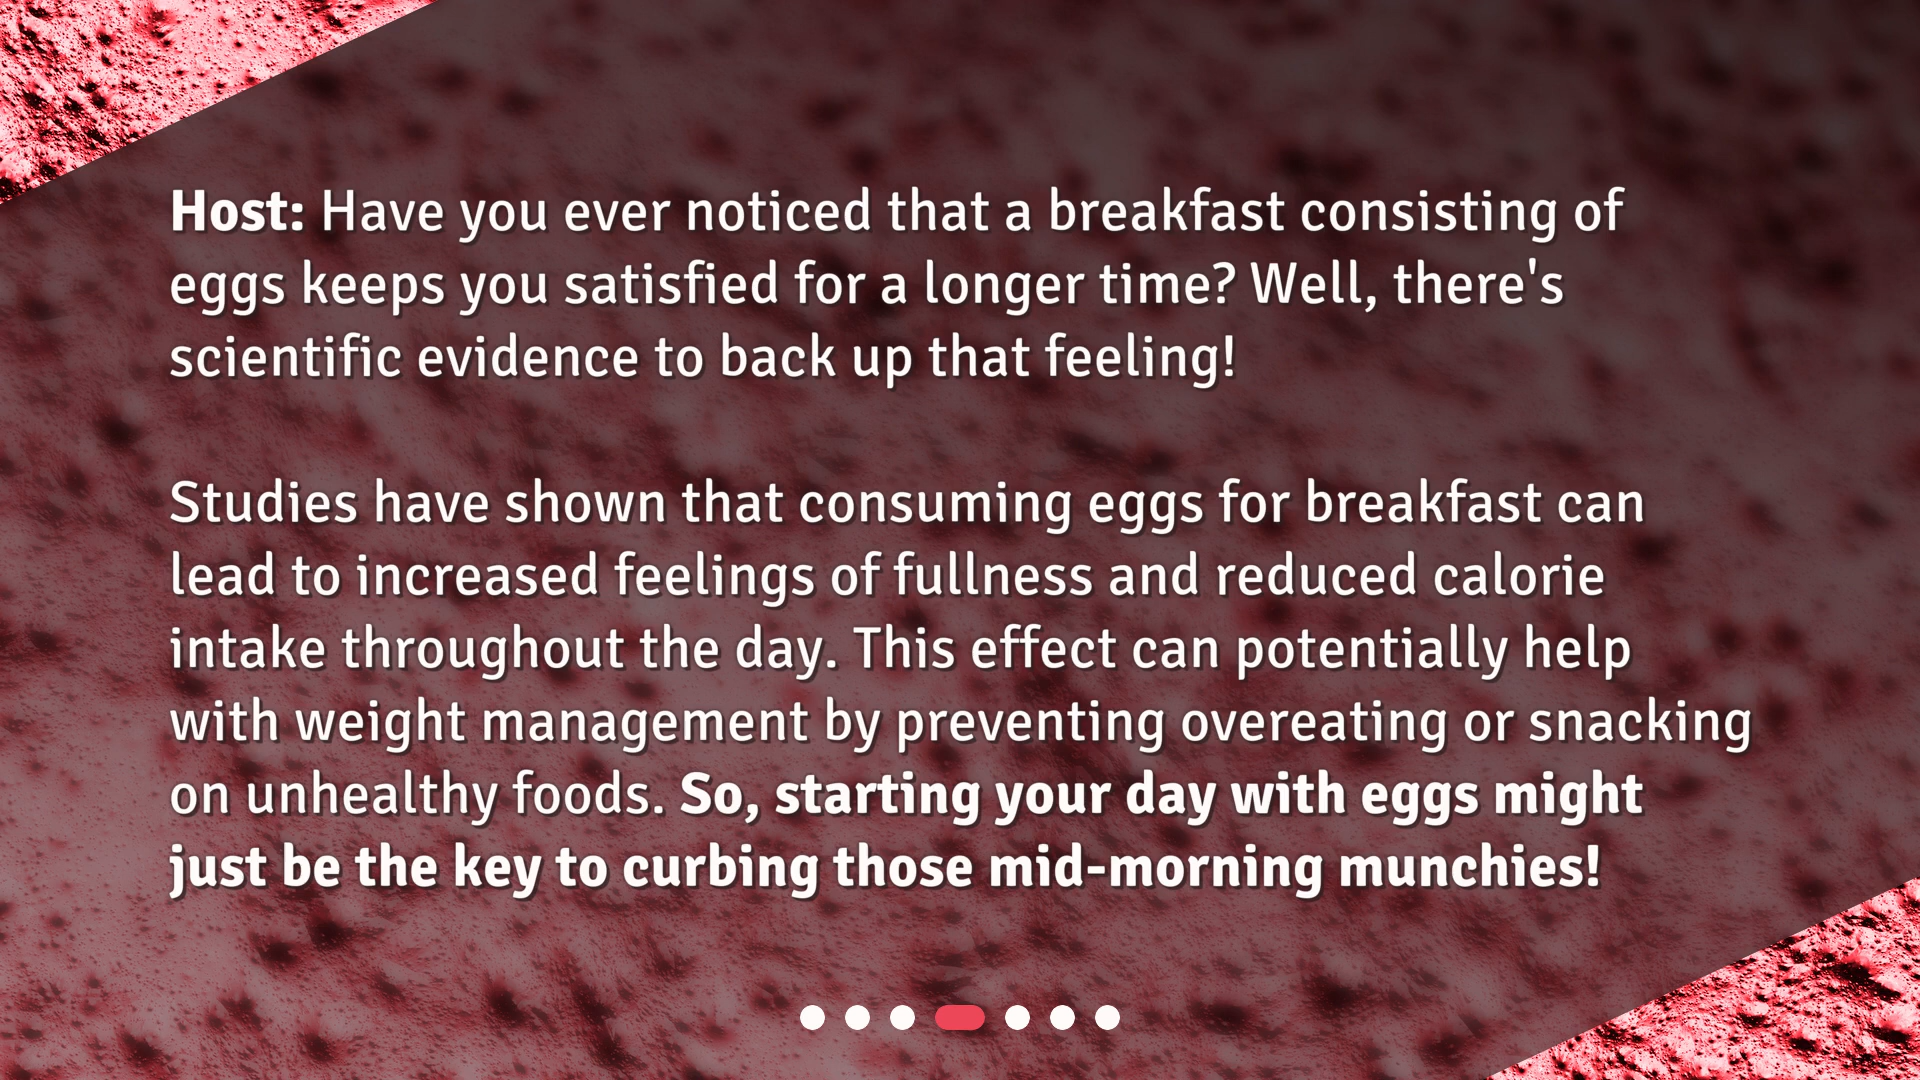 Host: Have you ever noticed that a breakfast consisting of
eggs keeps you satisfied for a longer time? Well, there's
scientific evidence to back up that feeling!
Studies have shown that consuming eggs for breakfast can
lead to increased feelings of fullness and reduced calorie
intake throughout the day. This effect can potentially help
with weight management by preventing overeating or snacking
on unhealthy foods. So, starting your day with eggs might
just be the key to curbing those mid-morning munchies!